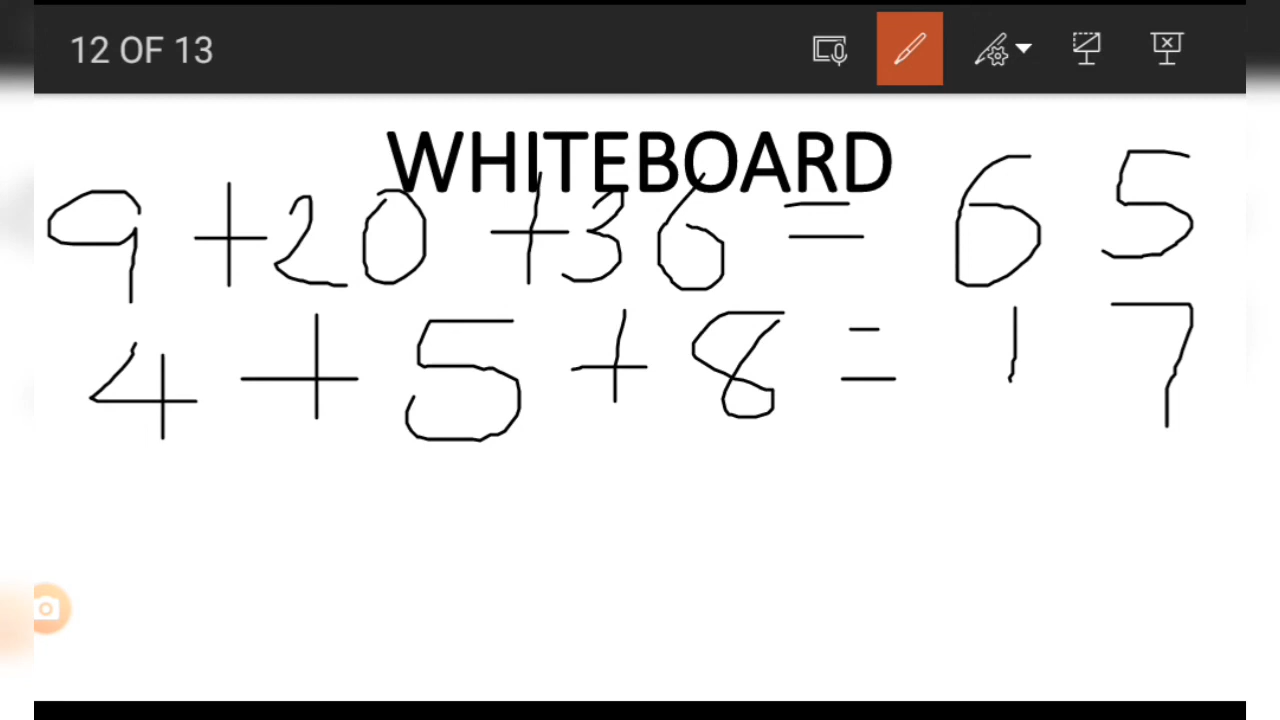 12 OF 13
WHITEBOARD
9 + 20 + 36 = 65
4 + 5 + 8 = 17